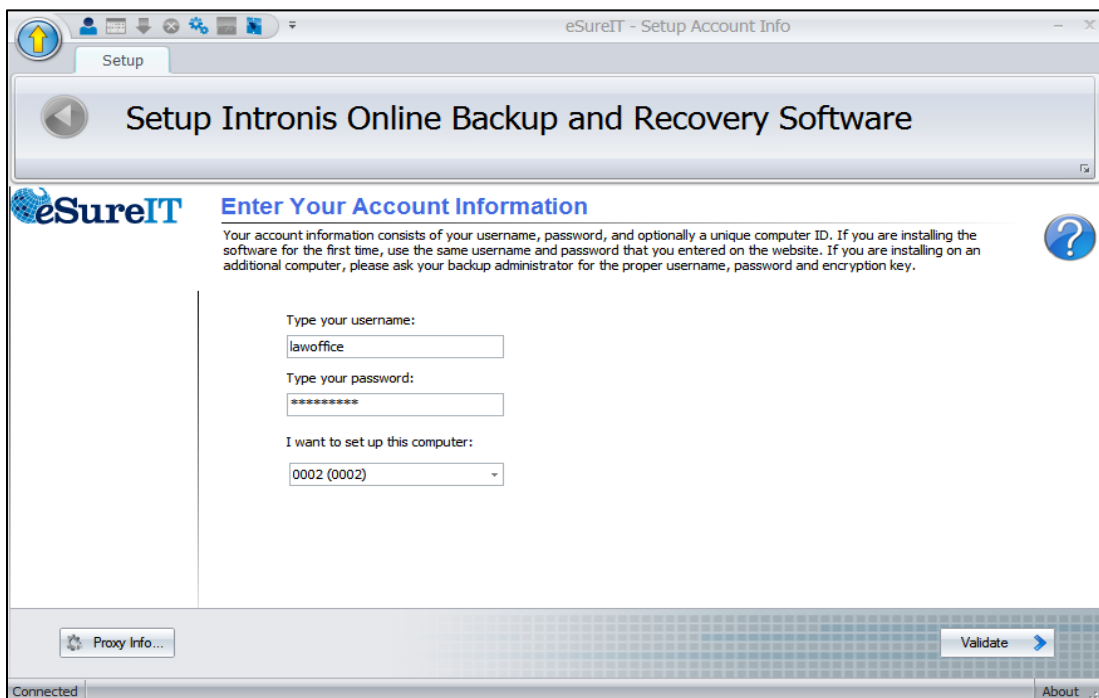 eSureIT - Setup Account Info
Setup
Setup Intronis Online Backup and Recovery Software
eSureIT
Enter Your Account Information
Your account information consists of your username, password, and optionally a unique computer ID. If you are installing the
software for the first time, use the same username and password that you entered on the website. If you are installing on an
additional computer, please ask your backup administrator for the proper username, password and encryption key.
Type your username:
lawoffice
Type your password:
*********
I want to set up this computer:
0002 (0002)
Proxy Info...
Validate
Connected
About